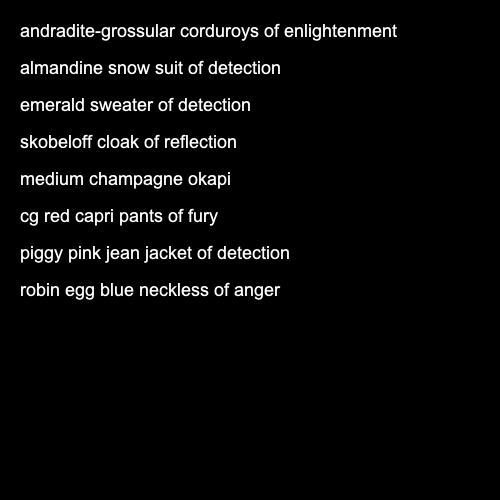 andradite-grossular corduroys of enlightenment
almandine snow suit of detection
emerald sweater of detection
skobeloff cloak of reflection
medium champagne okapi
cg red capri pants of fury
piggy pink jean jacket of detection
robin egg blue neckless of anger